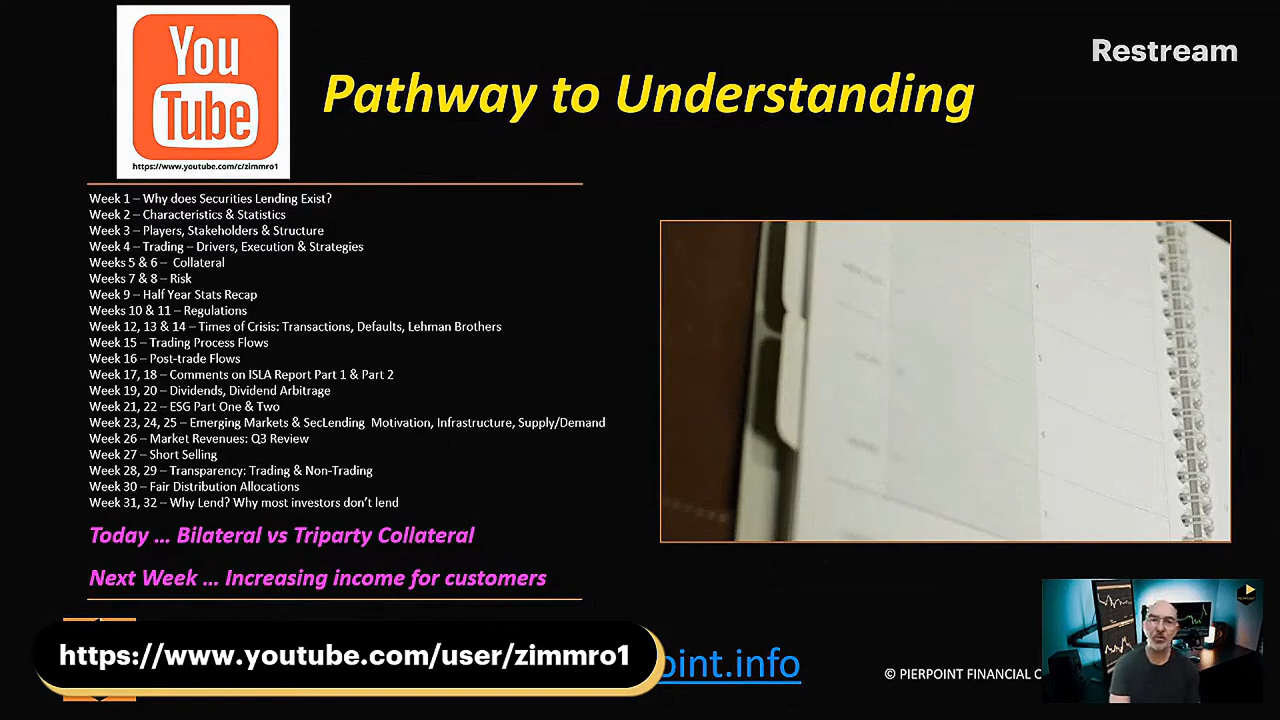 You
Tube
https://www.youtube.com/c/zimmro1
Pathway to Understanding
Restream
Week 1 – Why does Securities Lending Exist?
Week 2 – Characteristics & Statistics
Week 3 – Players, Stakeholders & Structure
Week 4 – Trading – Drivers, Execution & Strategies
Weeks 5 & 6 – Collateral
Weeks 7 & 8 – Risk
Week 9 – Half Year Stats Recap
Weeks 10 & 11 – Regulations
Week 12, 13 & 14 – Times of Crisis: Transactions, Defaults, Lehman Brothers
Week 15 – Trading Process Flows
Week 16 – Post-trade Flows
Week 17, 18 – Comments on ISLA Report Part 1 & Part 2
Week 19, 20 – Dividends, Dividend Arbitrage
Week 21, 22 – ESG Part One & Two
Week 23, 24, 25 – Emerging Markets & SecLending Motivation, Infrastructure, Supply/Demand
Week 26 – Market Revenues: Q3 Review
Week 27 – Short Selling
Week 28, 29 – Transparency: Trading & Non-Trading
Week 30 – Fair Distribution Allocations
Week 31, 32 – Why Lend? Why most investors don’t lend
Today … Bilateral vs Triparty Collateral
Next Week … Increasing income for customers
https://www.youtube.com/user/zimmro1
point.info
© PIERPOINT FINANCIAL C